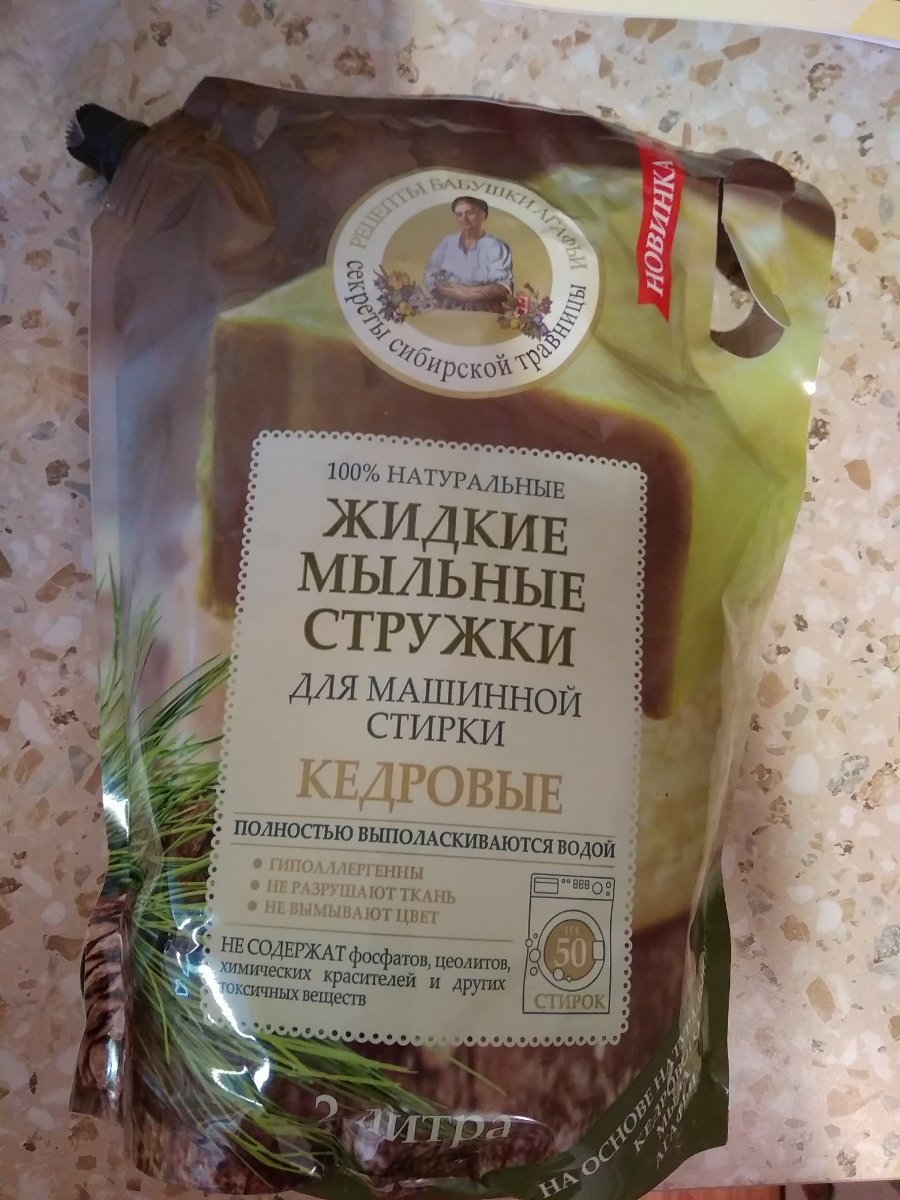 РЕЦЕПТЫ БАБУШКИ АГАФЬИ
секреты сибирской травницы
НОВИНКА
100% НАТУРАЛЬНЫЕ
ЖИДКИЕ
МЫЛЬНЫЕ
СТРУЖКИ
ДЛЯ МАШИННОЙ
СТИРКИ
КЕДРОВЫЕ
ПОЛНОСТЬЮ ВЫПОЛАСКИВАЮТСЯ ВОДОЙ
• ГИПОАЛЛЕРГЕННЫ
• НЕ РАЗРУШАЮТ ТКАНЬ
• НЕ ВЫМЫВАЮТ ЦВЕТ
НЕ СОДЕРЖАТ фосфатов, цеолитов,
химических красителей и других
токсичных веществ
НА
50
СТИРОК
2 литра
НА ОСНОВЕ